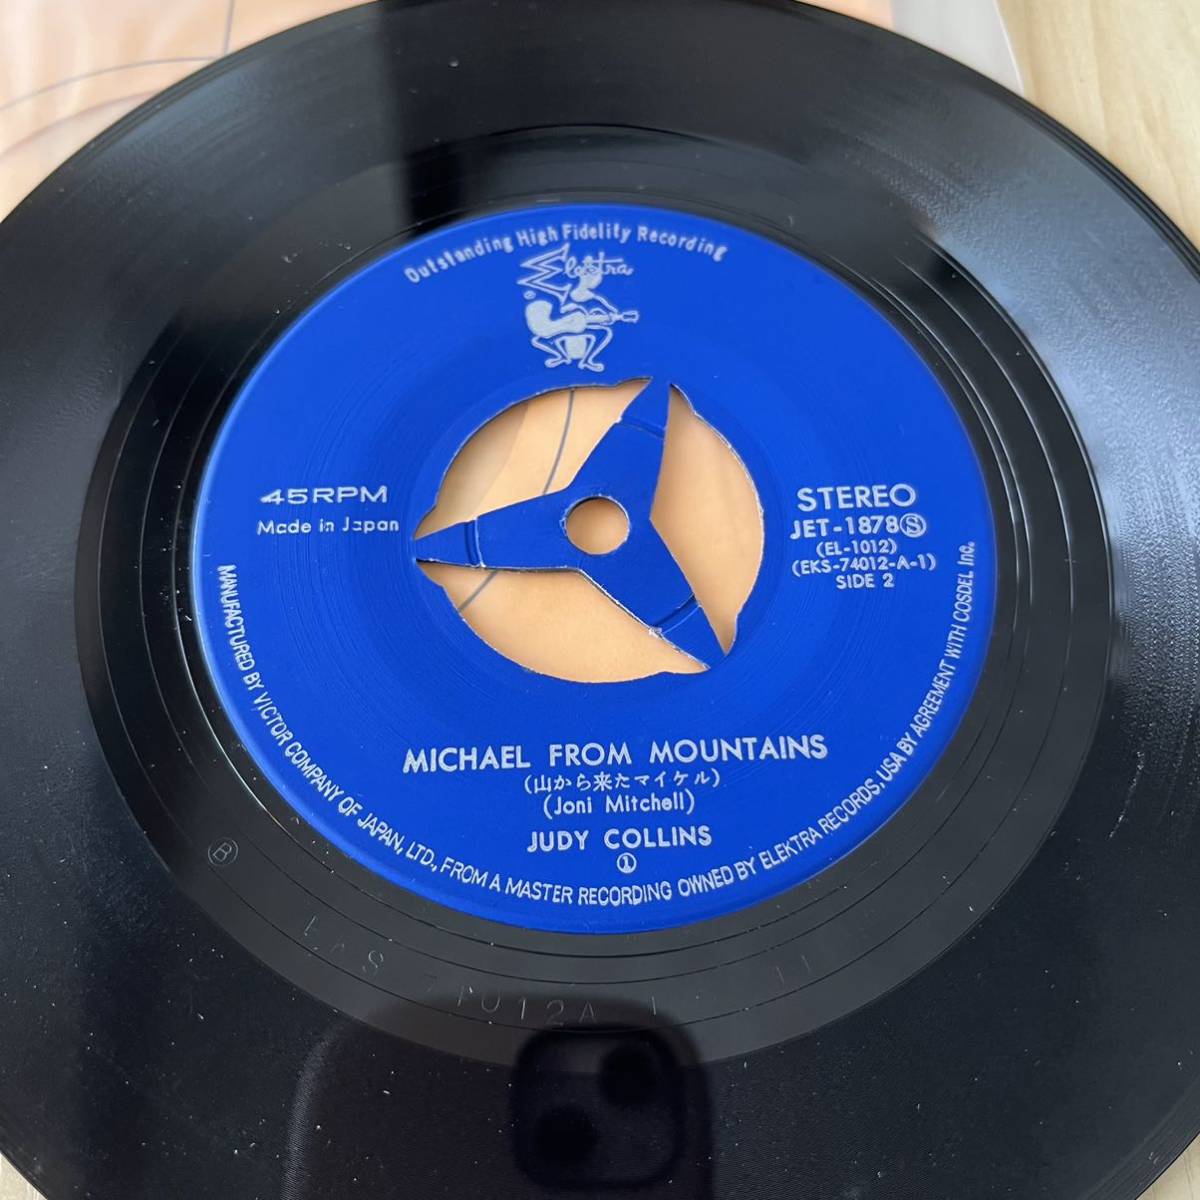 Outstanding High Fidelity Recording
Elektra
®
45RPM
Made in Japan
STEREO
JET-1878Ⓢ
(EL-1012)
(EKS-74012-A-1)
SIDE 2
MICHAEL FROM MOUNTAINS
(山から来たマイケル)
(Joni Mitchell)
JUDY COLLINS
①
MANUFACTURED BY VICTOR COMPANY OF JAPAN, LTD., FROM A MASTER RECORDING OWNED BY ELEKTRA RECORDS, USA BY AGREEMENT WITH COSDEL Inc.
Ⓑ